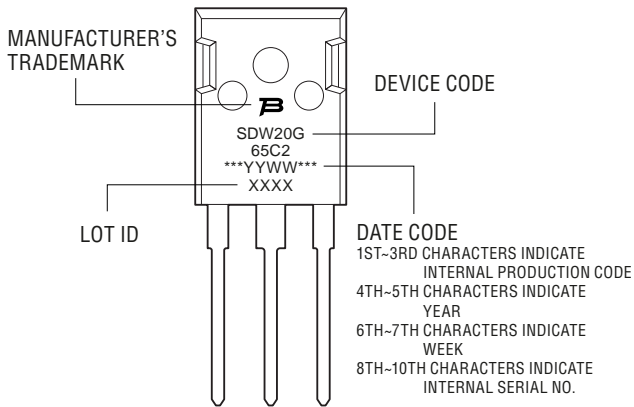 MANUFACTURER'S
TRADEMARK
DEVICE CODE
SDW20G
65C2
***YYWW***
XXXX
LOT ID
DATE CODE
1ST~3RD CHARACTERS INDICATE
INTERNAL PRODUCTION CODE
4TH~5TH CHARACTERS INDICATE
YEAR
6TH~7TH CHARACTERS INDICATE
WEEK
8TH~10TH CHARACTERS INDICATE
INTERNAL SERIAL NO.